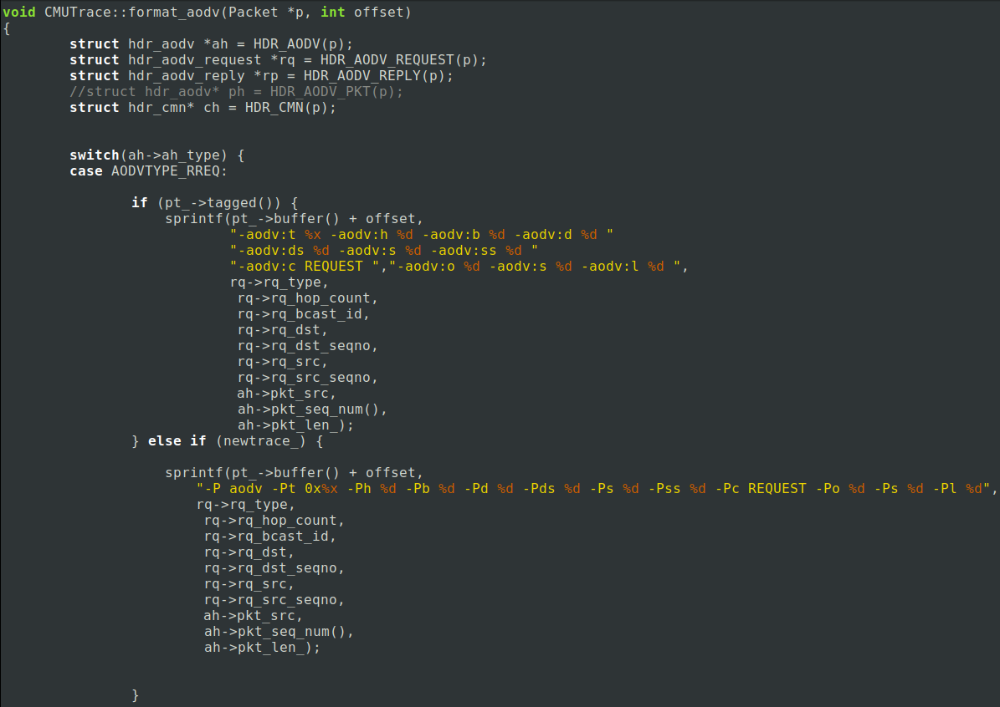 void CMUTrace::format_aodv(Packet *p, int offset)
{
        struct hdr_aodv *ah = HDR_AODV(p);
        struct hdr_aodv_request *rq = HDR_AODV_REQUEST(p);
        struct hdr_aodv_reply *rp = HDR_AODV_REPLY(p);
        //struct hdr_aodv* ph = HDR_AODV_PKT(p);
        struct hdr_cmn* ch = HDR_CMN(p);
        switch(ah->ah_type) {
        case AODVTYPE_RREQ:
                if (pt_->tagged()) {
                    sprintf(pt_->buffer() + offset,
                            "-aodv:t %x -aodv:h %d -aodv:b %d -aodv:d %d "
                            "-aodv:ds %d -aodv:s %d -aodv:ss %d "
                            "-aodv:c REQUEST ","-aodv:o %d -aodv:s %d -aodv:l %d ",
                            rq->rq_type,
                             rq->rq_hop_count,
                             rq->rq_bcast_id,
                             rq->rq_dst,
                             rq->rq_dst_seqno,
                             rq->rq_src,
                             rq->rq_src_seqno,
                             ah->pkt_src,
                             ah->pkt_seq_num(),
                             ah->pkt_len_);
                } else if (newtrace_) {
                    sprintf(pt_->buffer() + offset,
                        "-P aodv -Pt 0x%x -Ph %d -Pb %d -Pd %d -Pds %d -Ps %d -Pss %d -Pc REQUEST -Po %d -Ps %d -Pl %d",
                        rq->rq_type,
                         rq->rq_hop_count,
                         rq->rq_bcast_id,
                         rq->rq_dst,
                         rq->rq_dst_seqno,
                         rq->rq_src,
                         rq->rq_src_seqno,
                         ah->pkt_src,
                         ah->pkt_seq_num(),
                         ah->pkt_len_);
                }